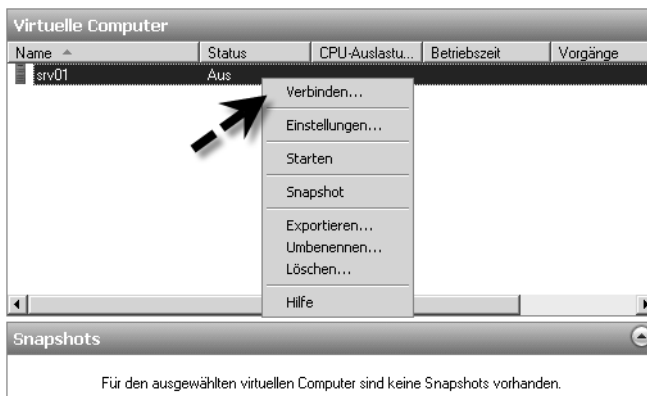 Virtuelle Computer
Name Status CPU-Auslastu... Betriebszeit Vorgänge
srv01 Aus
Verbinden...
Einstellungen...
Starten
Snapshot
Exportieren...
Umbenennen...
Löschen...
Hilfe
Snapshots
Für den ausgewählten virtuellen Computer sind keine Snapshots vorhanden.